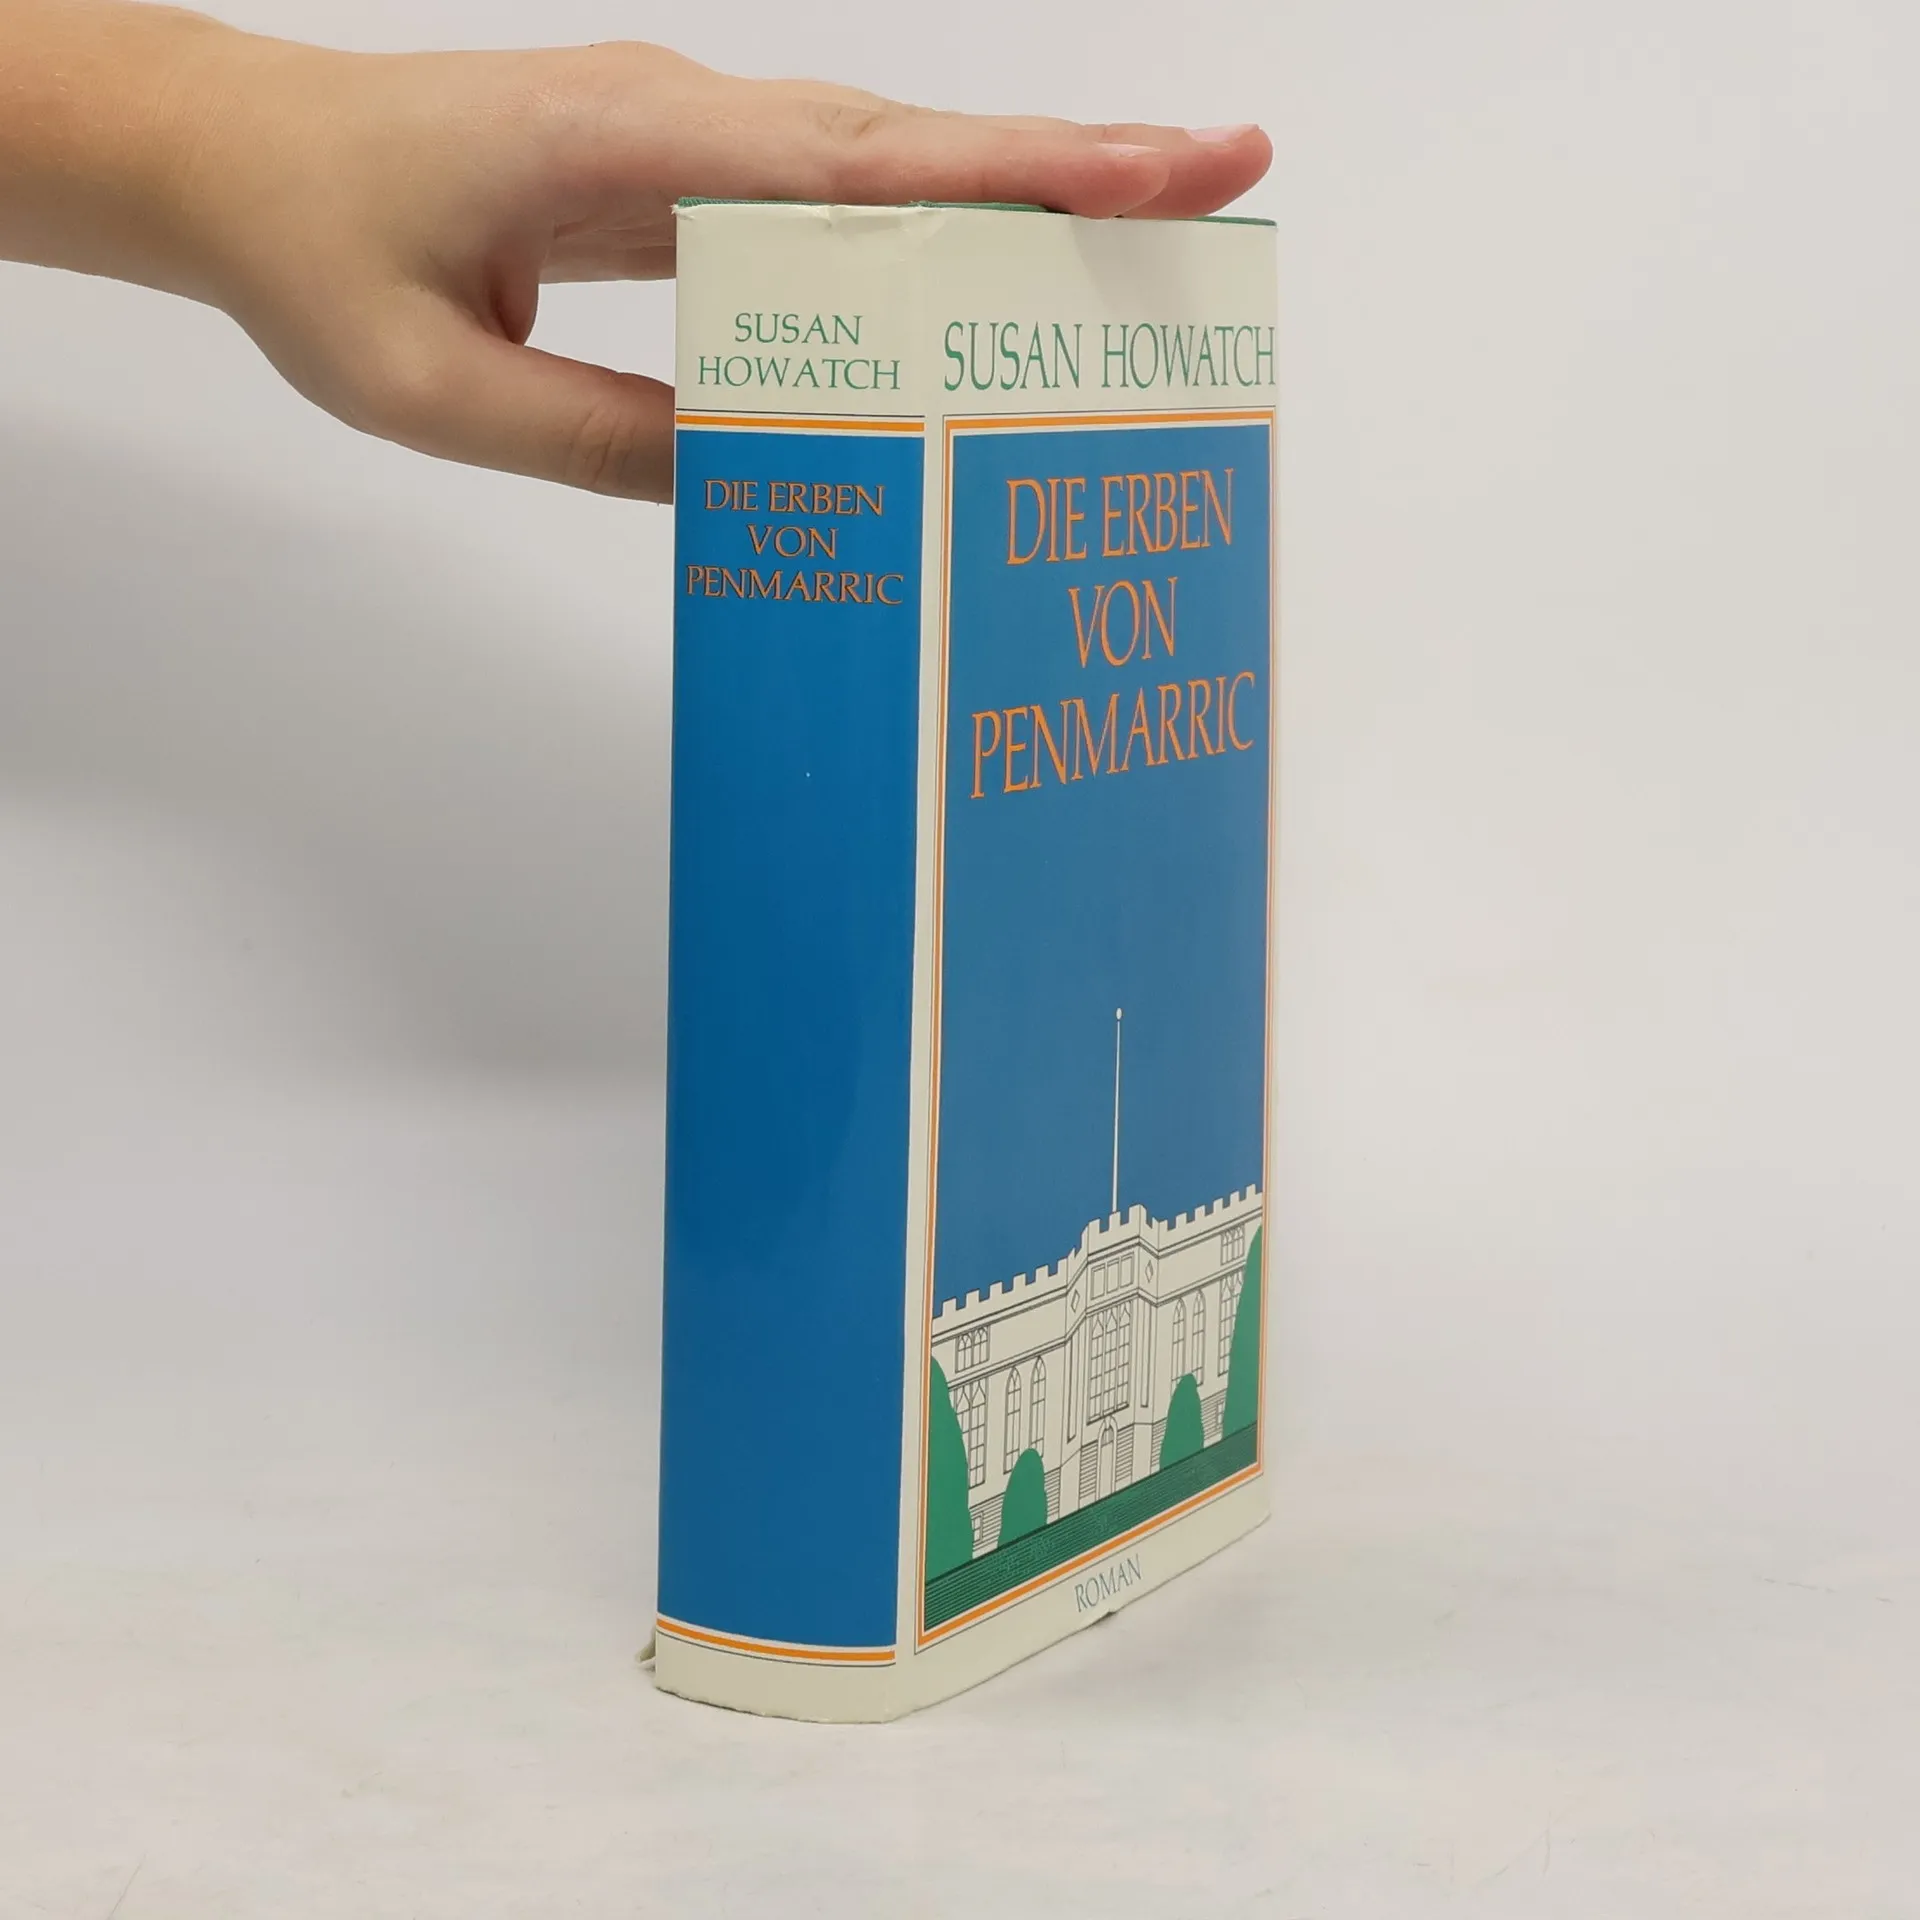 SUSAN
HOWATCH
DIE ERBEN
VON
PENMARRIC
SUSAN HOWATCH
DIE ERBEN
VON
PENMARRIC
ROMAN